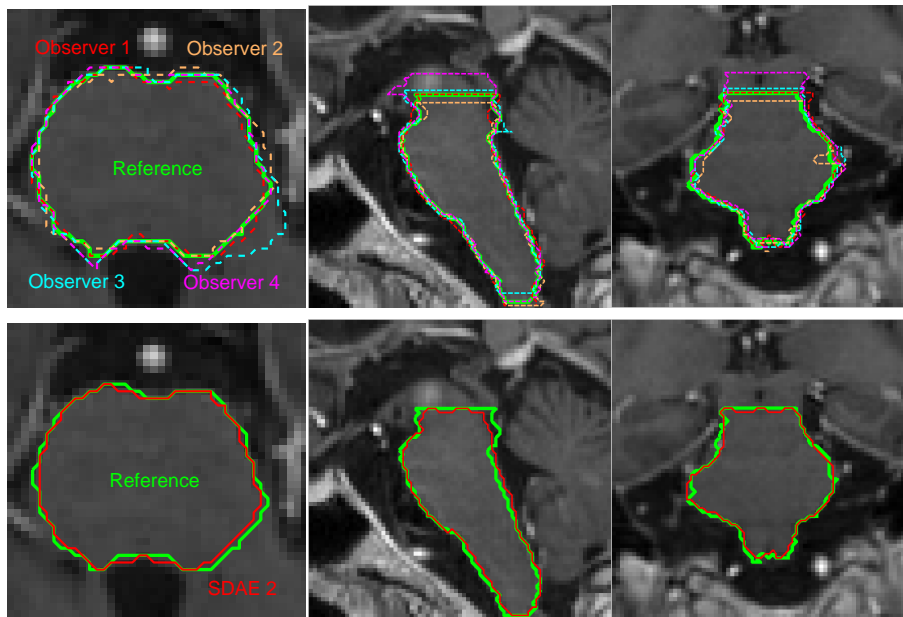 Observer 1
Observer 2
Reference
Observer 3
Observer 4
Reference
SDAE 2